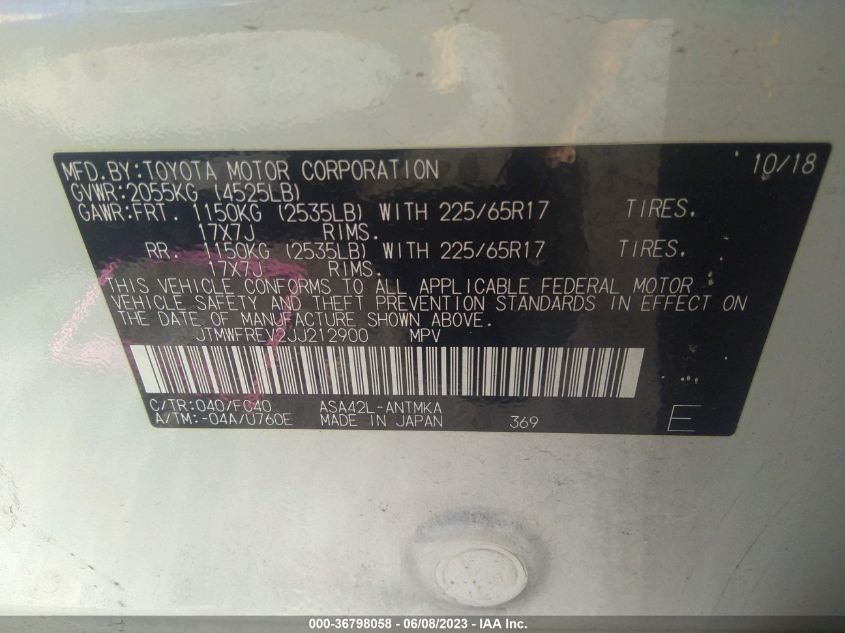 MFD.BY:TOYOTA MOTOR CORPORATION 10/18
GVWR:2055KG (4525LB)
GAWR:FRT. 1150KG (2535LB) WITH 225/65R17 TIRES.
17X7J RIMS.
RR. 1150KG (2535LB) WITH 225/65R17 TIRES.
17X7J RIMS.
THIS VEHICLE CONFORMS TO ALL APPLICABLE FEDERAL MOTOR
VEHICLE SAFETY AND THEFT PREVENTION STANDARDS IN EFFECT ON
THE DATE OF MANUFACTURE SHOWN ABOVE.
JTMWFREV2JJ212900 MPV
C/TR:040/FC40 ASA42L-ANTMKA
A/TM:-04A/U760E MADE IN JAPAN 369 E
000-36798058 - 06/08/2023 - IAA Inc.